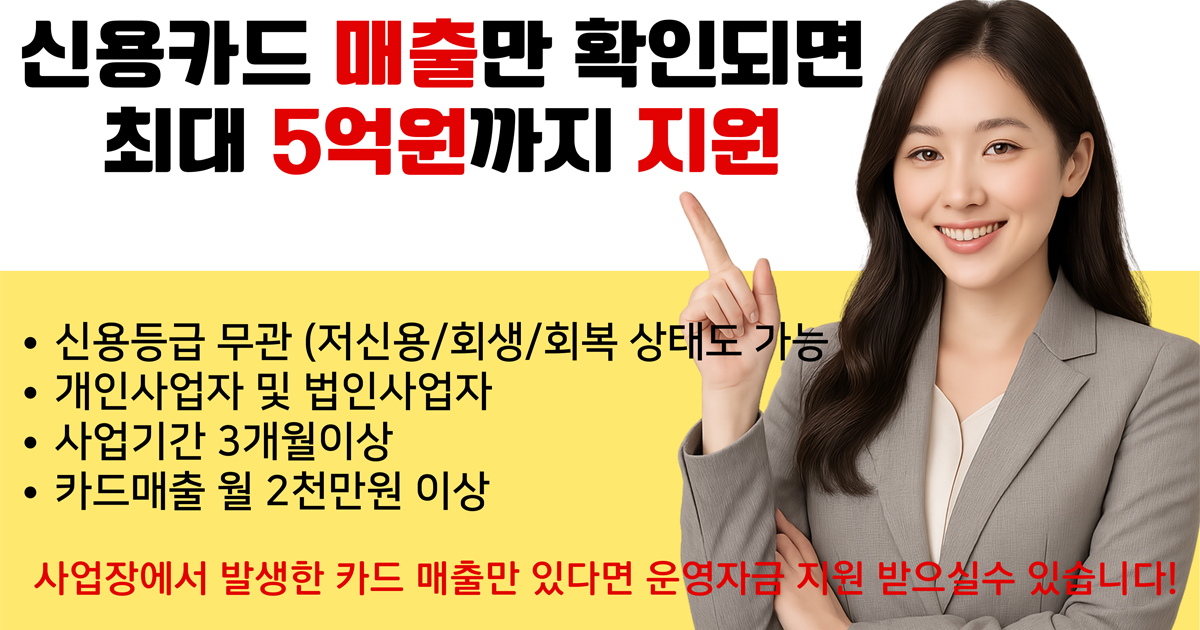 신용카드 매출만 확인되면
최대 5억원까지 지원
• 신용등급 무관 (저신용/회생/회복 상태도 가능
• 개인사업자 및 법인사업자
• 사업기간 3개월이상
• 카드매출 월 2천만원 이상
사업장에서 발생한 카드 매출만 있다면 운영자금 지원 받으실수 있습니다!